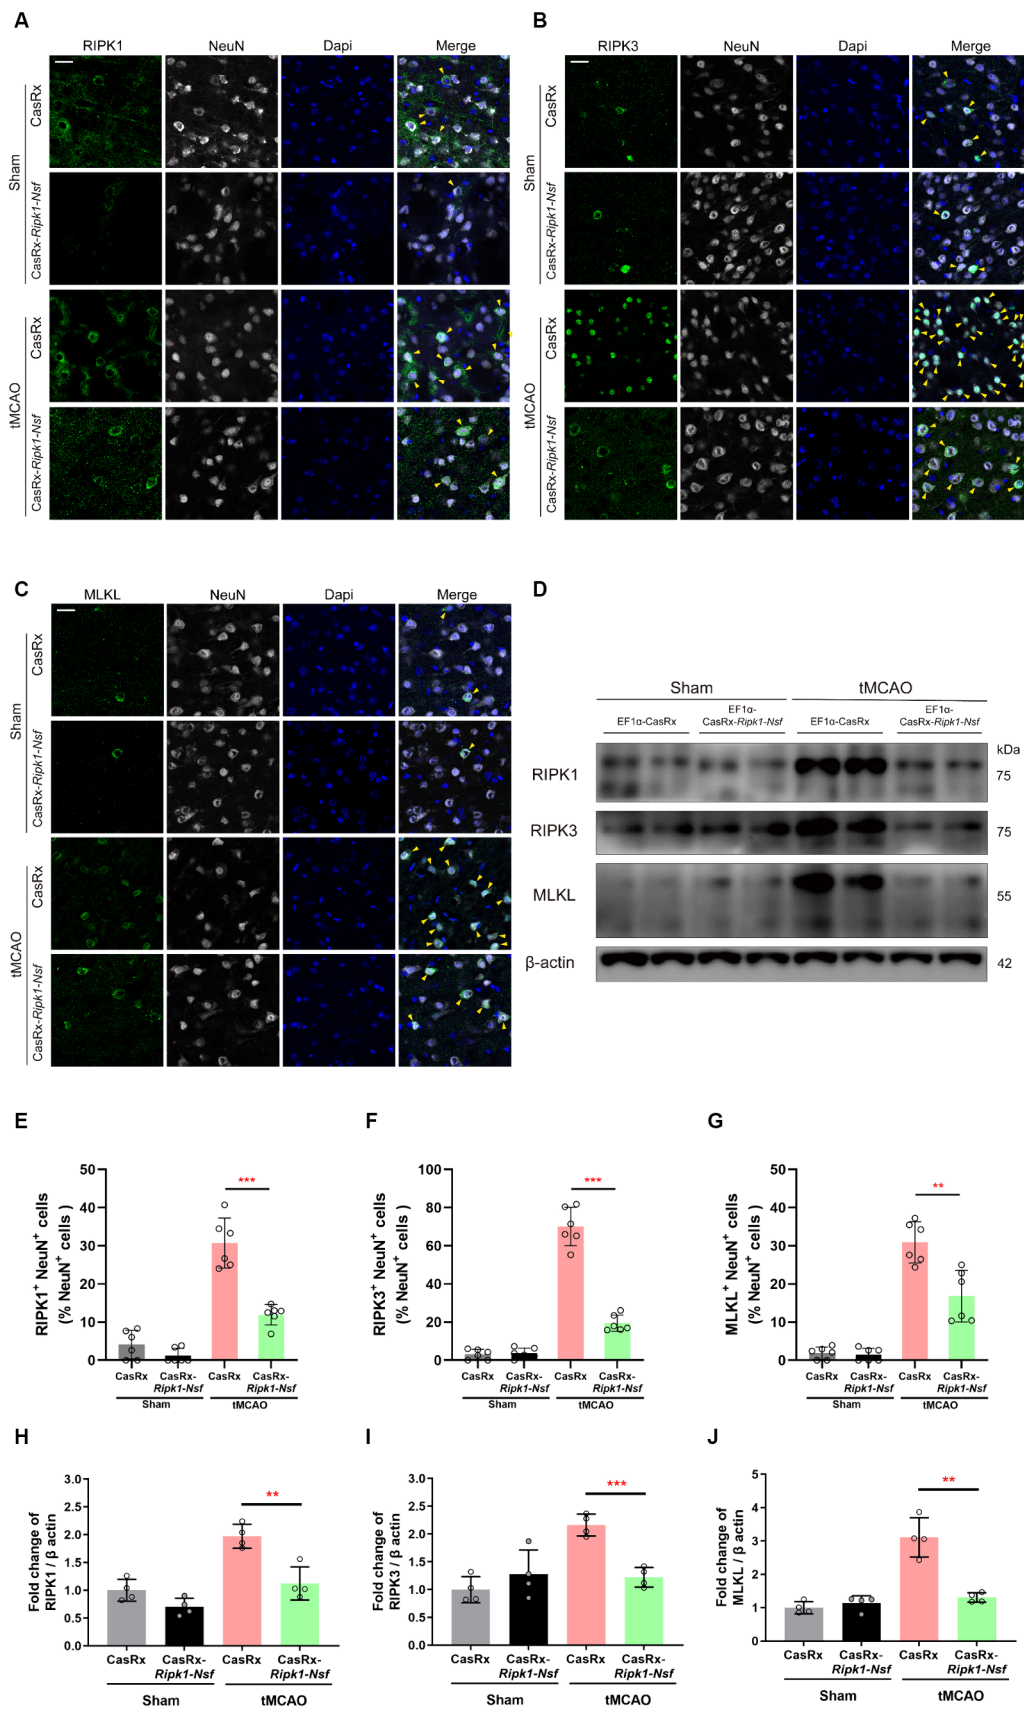 A
RIPK1 NeuN Dapi Merge
Sham
CasRx
CasRx-Ripk1-Nsf
tMCAO
CasRx
CasRx-Ripk1-Nsf
B
RIPK3 NeuN Dapi Merge
Sham
CasRx
CasRx-Ripk1-Nsf
tMCAO
CasRx
CasRx-Ripk1-Nsf
C
MLKL NeuN Dapi Merge
Sham
CasRx
CasRx-Ripk1-Nsf
tMCAO
CasRx
CasRx-Ripk1-Nsf
D
Sham tMCAO
EF1α-CasRx EF1α-CasRx-Ripk1-Nsf EF1α-CasRx EF1α-CasRx-Ripk1-Nsf
kDa
RIPK1 75
RIPK3 75
MLKL 55
β-actin 42
E
RIPK1⁺ NeuN⁺ cells
(% NeuN⁺ cells )
50
40
30
20
10
0
***
CasRx CasRx-Ripk1-Nsf CasRx CasRx-Ripk1-Nsf
Sham tMCAO
F
RIPK3⁺ NeuN⁺ cells
(% NeuN⁺ cells )
100
80
60
40
20
0
***
CasRx CasRx-Ripk1-Nsf CasRx CasRx-Ripk1-Nsf
Sham tMCAO
G
MLKL⁺ NeuN⁺ cells
(% NeuN⁺ cells )
50
40
30
20
10
0
**
CasRx CasRx-Ripk1-Nsf CasRx CasRx-Ripk1-Nsf
Sham tMCAO
H
Fold change of
RIPK1 / β actin
3.0
2.5
2.0
1.5
1.0
0.5
0.0
**
CasRx CasRx-Ripk1-Nsf CasRx CasRx-Ripk1-Nsf
Sham tMCAO
I
Fold change of
RIPK3 / β actin
3.0
2.5
2.0
1.5
1.0
0.5
0.0
***
CasRx CasRx-Ripk1-Nsf CasRx CasRx-Ripk1-Nsf
Sham tMCAO
J
Fold change of
MLKL / β actin
5
4
3
2
1
0
**
CasRx CasRx-Ripk1-Nsf CasRx CasRx-Ripk1-Nsf
Sham tMCAO